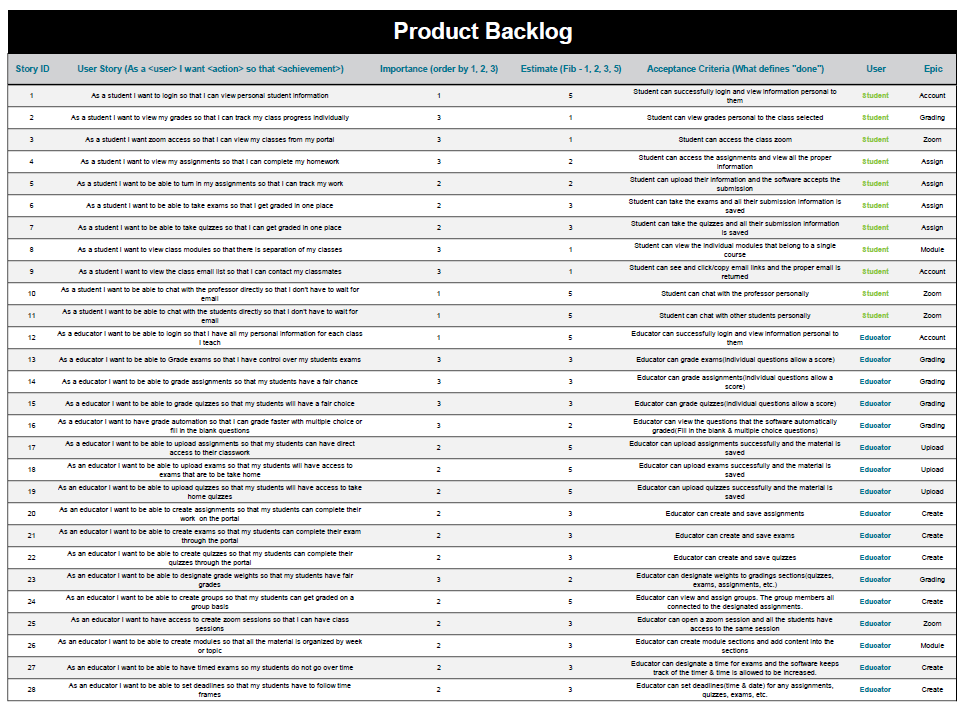 Product Backlog
Story ID User Story (As a <user> I want <action> so that <achievement>) Importance (order by 1, 2, 3) Estimate (Fib - 1, 2, 3, 5) Acceptance Criteria (What defines "done") User Epic
1 As a student I want to login so that I can view personal student information 1 5 Student can successfully login and view information personal to them Student Account
2 As a student I want to view my grades so that I can track my class progress individually 3 1 Student can view grades personal to the class selected Student Grading
3 As a student I want zoom access so that I can view my classes from my portal 3 1 Student can access the class zoom Student Zoom
4 As a student I want to view my assignments so that I can complete my homework 3 2 Student can access the assignments and view all the proper information Student Assign
5 As a student I want to be able to turn in my assignments so that I can track my work 2 2 Student can upload their information and the software accepts the submission Student Assign
6 As a student I want to be able to take exams so that I get graded in one place 2 3 Student can take the exams and all their submission information is saved Student Assign
7 As a student I want to be able to take quizzes so that I can get graded in one place 2 3 Student can take the quizzes and all their submission information is saved Student Assign
8 As a student I want to view class modules so that there is separation of my classes 3 1 Student can view the individual modules that belong to a single course Student Module
9 As a student I want to view the class email list so that I can contact my classmates 3 1 Student can see and click/copy email links and the proper email is returned Student Account
10 As a student I want to be able to chat with the professor directly so that I don't have to wait for email 1 5 Student can chat with the professor personally Student Zoom
11 As a student I want to be able to chat with the students directly so that I don't have to wait for email 1 5 Student can chat with other students personally Student Zoom
12 As a educator I want to be able to login so that I have all my personal information for each class I teach 1 5 Educator can successfully login and view information personal to them Educator Account
13 As a educator I want to be able to Grade exams so that I have control over my students exams 3 3 Educator can grade exams(individual questions allow a score) Educator Grading
14 As a educator I want to be able to grade assignments so that my students have a fair chance 3 3 Educator can grade assignments(individual questions allow a score) Educator Grading
15 As a educator I want to be able to grade quizzes so that my students will have a fair choice 3 3 Educator can grade quizzes(individual questions allow a score) Educator Grading
16 As a educator I want to have grade automation so that I can grade faster with multiple choice or fill in the blank questions 3 2 Educator can view the questions that the software automatically graded(Fill in the blank & multiple choice questions) Educator Grading
17 As a educator I want to be able to upload assignments so that my students can have direct access to their classwork 2 5 Educator can upload assignments successfully and the material is saved Educator Upload
18 As an educator I want to be able to upload exams so that my students will have access to exams that are to be take home 2 5 Educator can upload exams successfully and the material is saved Educator Upload
19 As an educator I want to be able to upload quizzes so that my students will have access to take home quizzes 2 5 Educator can upload quizzes successfully and the material is saved Educator Upload
20 As an educator I want to be able to create assignments so that my students can complete their work on the portal 2 3 Educator can create and save assignments Educator Create
21 As an educator I want to be able to create exams so that my students can complete their exam through the portal 2 3 Educator can create and save exams Educator Create
22 As an educator I want to be able to create quizzes so that my students can complete their quizzes through the portal 2 3 Educator can create and save quizzes Educator Create
23 As an educator I want to be able to designate grade weights so that my students have fair grades 3 2 Educator can designate weights to gradings sections(quizzes, exams, assignments, etc.) Educator Grading
24 As an educator I want to be able to create groups so that my students can get graded on a group basis 2 5 Educator can view and assign groups. The group members all connected to the designated assignments. Educator Create
25 As an educator I want to have access to create zoom sessions so that I can have class sessions 2 3 Educator can open a zoom session and all the students have access to the same session Educator Zoom
26 As an educator I want to be able to create modules so that all the material is organized by week or topic 2 3 Educator can create module sections and add content into the sections Educator Module
27 As an educator I want to be able to have timed exams so my students do not go over time 2 3 Educator can designate a time for exams and the software keeps track of the timer & time is allowed to be increased. Educator Create
28 As an educator I want to be able to set deadlines so that my students have to follow time frames 2 3 Educator can set deadlines(time & date) for any assignments, quizzes, exams, etc. Educator Create